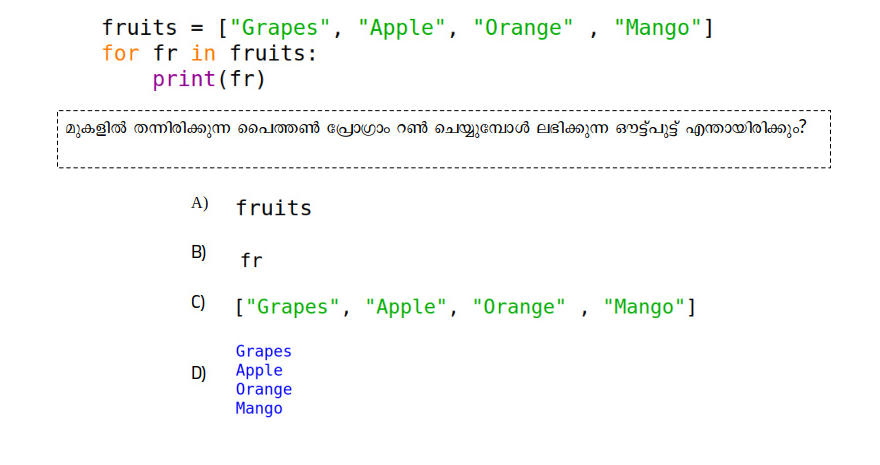 fruits = ["Grapes", "Apple", "Orange" , "Mango"]
for fr in fruits:
    print(fr)
മുകളിൽ തന്നിരിക്കുന്ന പൈത്തൺ പ്രോഗ്രാം റൺ ചെയ്യുമ്പോൾ ലഭിക്കുന്ന ഔട്ട്പുട്ട് എന്തായിരിക്കും?
A) fruits
B) fr
C) ["Grapes", "Apple", "Orange" , "Mango"]
D) Grapes
Apple
Orange
Mango